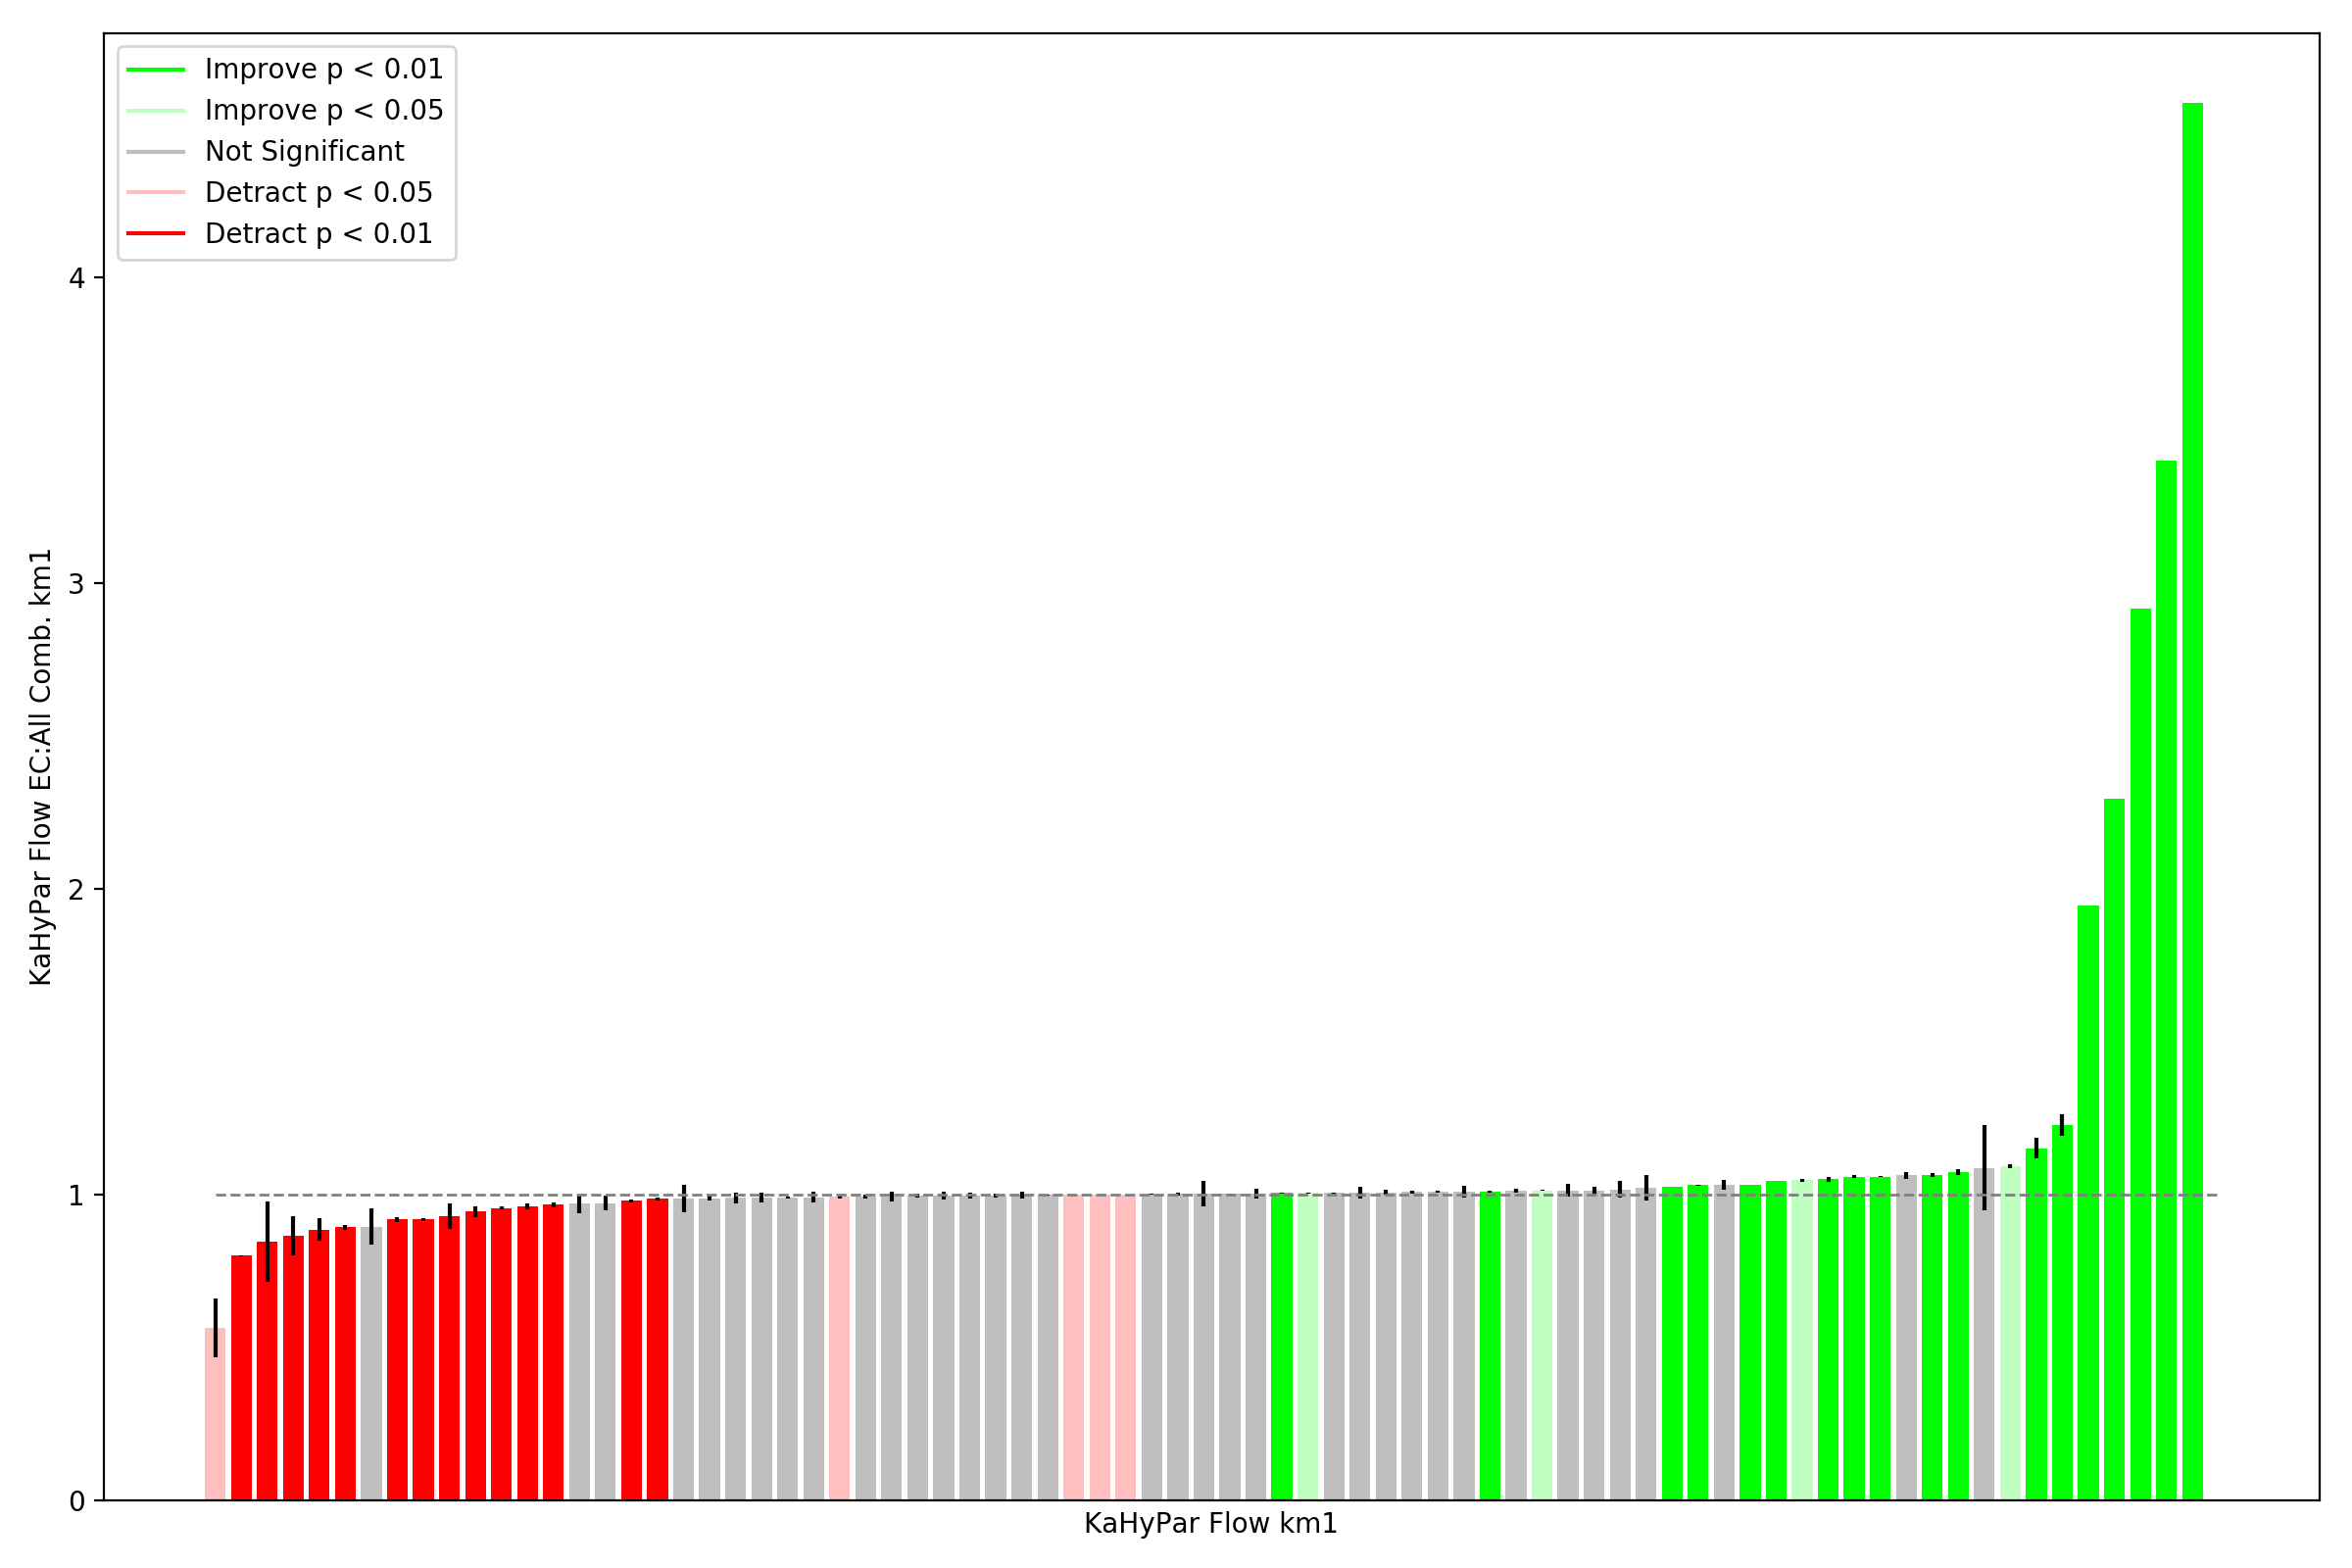 Improve p < 0.01
Improve p < 0.05
Not Significant
Detract p < 0.05
Detract p < 0.01
4
3
2
1
0
KaHyPar Flow EC:All Comb. km1
KaHyPar Flow km1